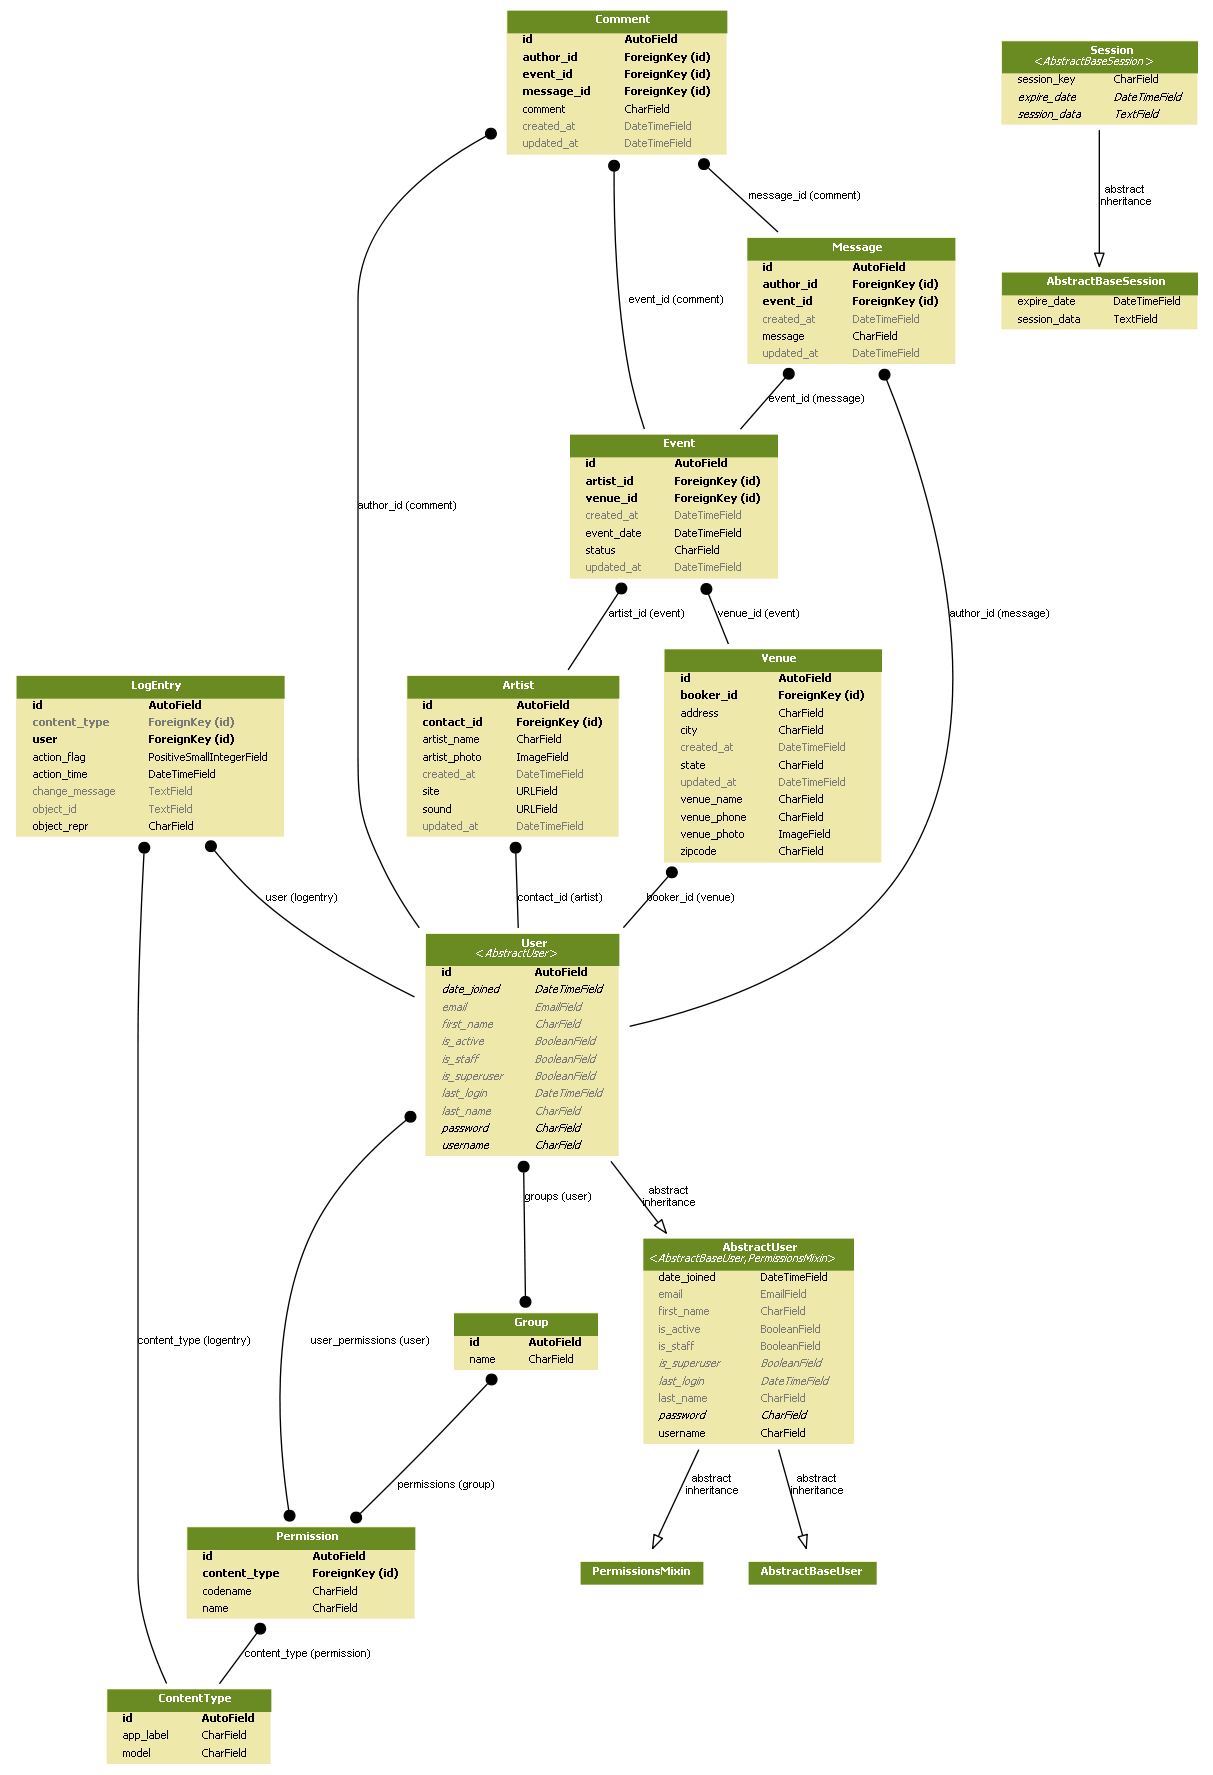 Comment
id AutoField
author_id ForeignKey (id)
event_id ForeignKey (id)
message_id ForeignKey (id)
comment CharField
created_at DateTimeField
updated_at DateTimeField
Session
<AbstractBaseSession>
session_key CharField
expire_date DateTimeField
session_data TextField
abstract
inheritance
message_id (comment)
Message
id AutoField
author_id ForeignKey (id)
event_id ForeignKey (id)
created_at DateTimeField
message CharField
updated_at DateTimeField
AbstractBaseSession
expire_date DateTimeField
session_data TextField
event_id (comment)
event_id (message)
Event
id AutoField
artist_id ForeignKey (id)
venue_id ForeignKey (id)
created_at DateTimeField
event_date DateTimeField
status CharField
updated_at DateTimeField
author_id (comment)
artist_id (event)
venue_id (event)
author_id (message)
LogEntry
id AutoField
content_type ForeignKey (id)
user ForeignKey (id)
action_flag PositiveSmallIntegerField
action_time DateTimeField
change_message TextField
object_id TextField
object_repr CharField
Artist
id AutoField
contact_id ForeignKey (id)
artist_name CharField
artist_photo ImageField
created_at DateTimeField
site URLField
sound URLField
updated_at DateTimeField
Venue
id AutoField
booker_id ForeignKey (id)
address CharField
city CharField
created_at DateTimeField
state CharField
updated_at DateTimeField
venue_name CharField
venue_phone CharField
venue_photo ImageField
zipcode CharField
user (logentry)
contact_id (artist)
booker_id (venue)
User
<AbstractUser>
id AutoField
date_joined DateTimeField
email EmailField
first_name CharField
is_active BooleanField
is_staff BooleanField
is_superuser BooleanField
last_login DateTimeField
last_name CharField
password CharField
username CharField
groups (user)
abstract
inheritance
AbstractUser
<AbstractBaseUser,PermissionsMixin>
date_joined DateTimeField
email EmailField
first_name CharField
is_active BooleanField
is_staff BooleanField
is_superuser BooleanField
last_login DateTimeField
last_name CharField
password CharField
username CharField
content_type (logentry)
user_permissions (user)
Group
id AutoField
name CharField
permissions (group)
abstract
inheritance
abstract
inheritance
Permission
id AutoField
content_type ForeignKey (id)
codename CharField
name CharField
PermissionsMixin
AbstractBaseUser
content_type (permission)
ContentType
id AutoField
app_label CharField
model CharField